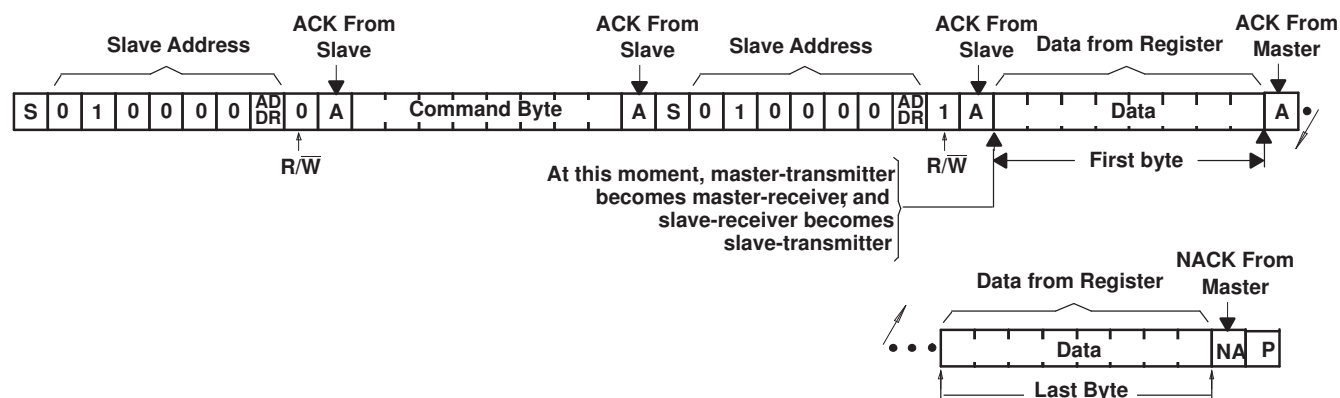 ACK From Slave
ACK From Slave
ACK From Slave
ACK From Master
Slave Address
Slave Address
Data from Register
S 0 1 0 0 0 0 AD DR 0 A Command Byte A S 0 1 0 0 0 0 AD DR 1 A Data A
R/W̅
R/W̅
First byte
At this moment, master-transmitter
becomes master-receiver, and
slave-receiver becomes
slave-transmitter
NACK From
Master
Data from Register
Data NA P
Last Byte